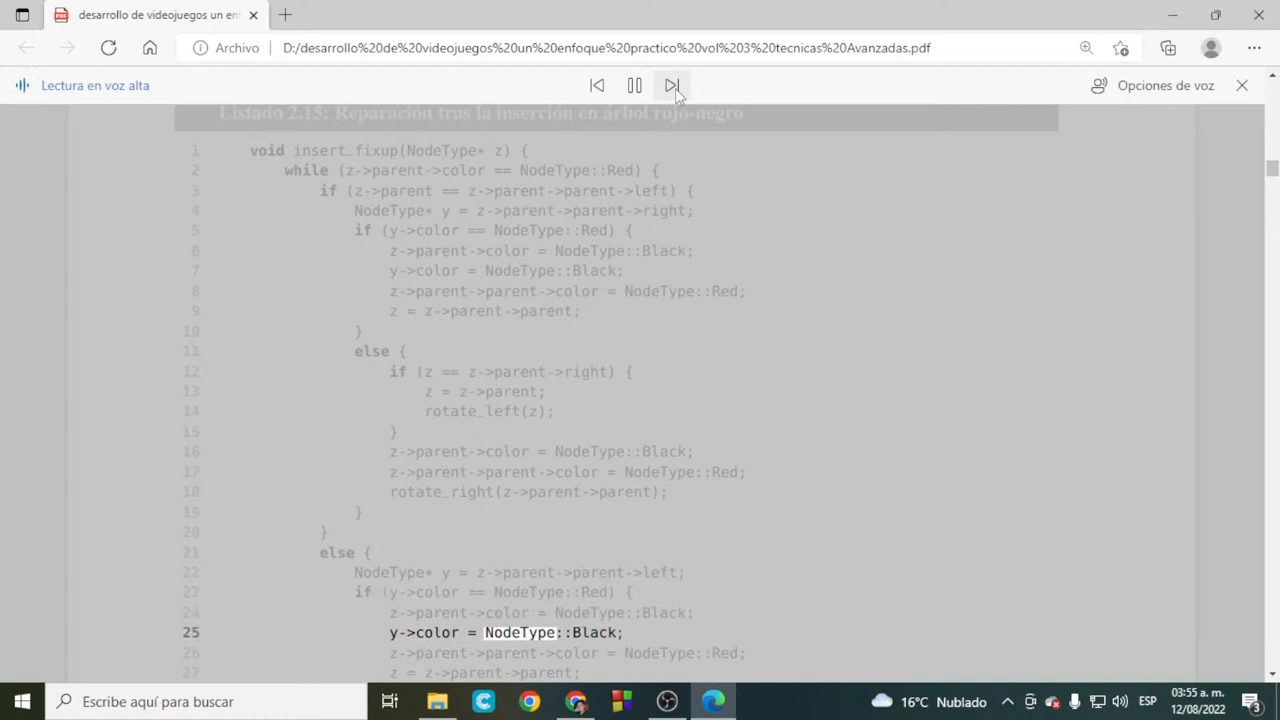 desarrollo de videojuegos un en
Archivo
D:/desarrollo%20de%20videojuegos%20un%20enfoque%20practico%20vol%203%20tecnicas%20Avanzadas.pdf
Lectura en voz alta
Opciones de voz
Listado 2.15: Reparación tras la inserción en árbol rojo-negro
1 void insert_fixup(NodeType* z) {
2 while (z->parent->color == NodeType::Red) {
3 if (z->parent == z->parent->parent->left) {
4 NodeType* y = z->parent->parent->right;
5 if (y->color == NodeType::Red) {
6 z->parent->color = NodeType::Black;
7 y->color = NodeType::Black;
8 z->parent->parent->color = NodeType::Red;
9 z = z->parent->parent;
10 }
11 else {
12 if (z == z->parent->right) {
13 z = z->parent;
14 rotate_left(z);
15 }
16 z->parent->color = NodeType::Black;
17 z->parent->parent->color = NodeType::Red;
18 rotate_right(z->parent->parent);
19 }
20 }
21 else {
22 NodeType* y = z->parent->parent->left;
22 if (y->color == NodeType::Red) {
24 z->parent->color = NodeType::Black;
25 y->color = NodeType::Black;
26 z->parent->parent->color = NodeType::Red;
27 z = z->parent->parent;
Escribe aquí para buscar
16°C Nublado
ESP
03:55 a. m.
12/08/2022
3